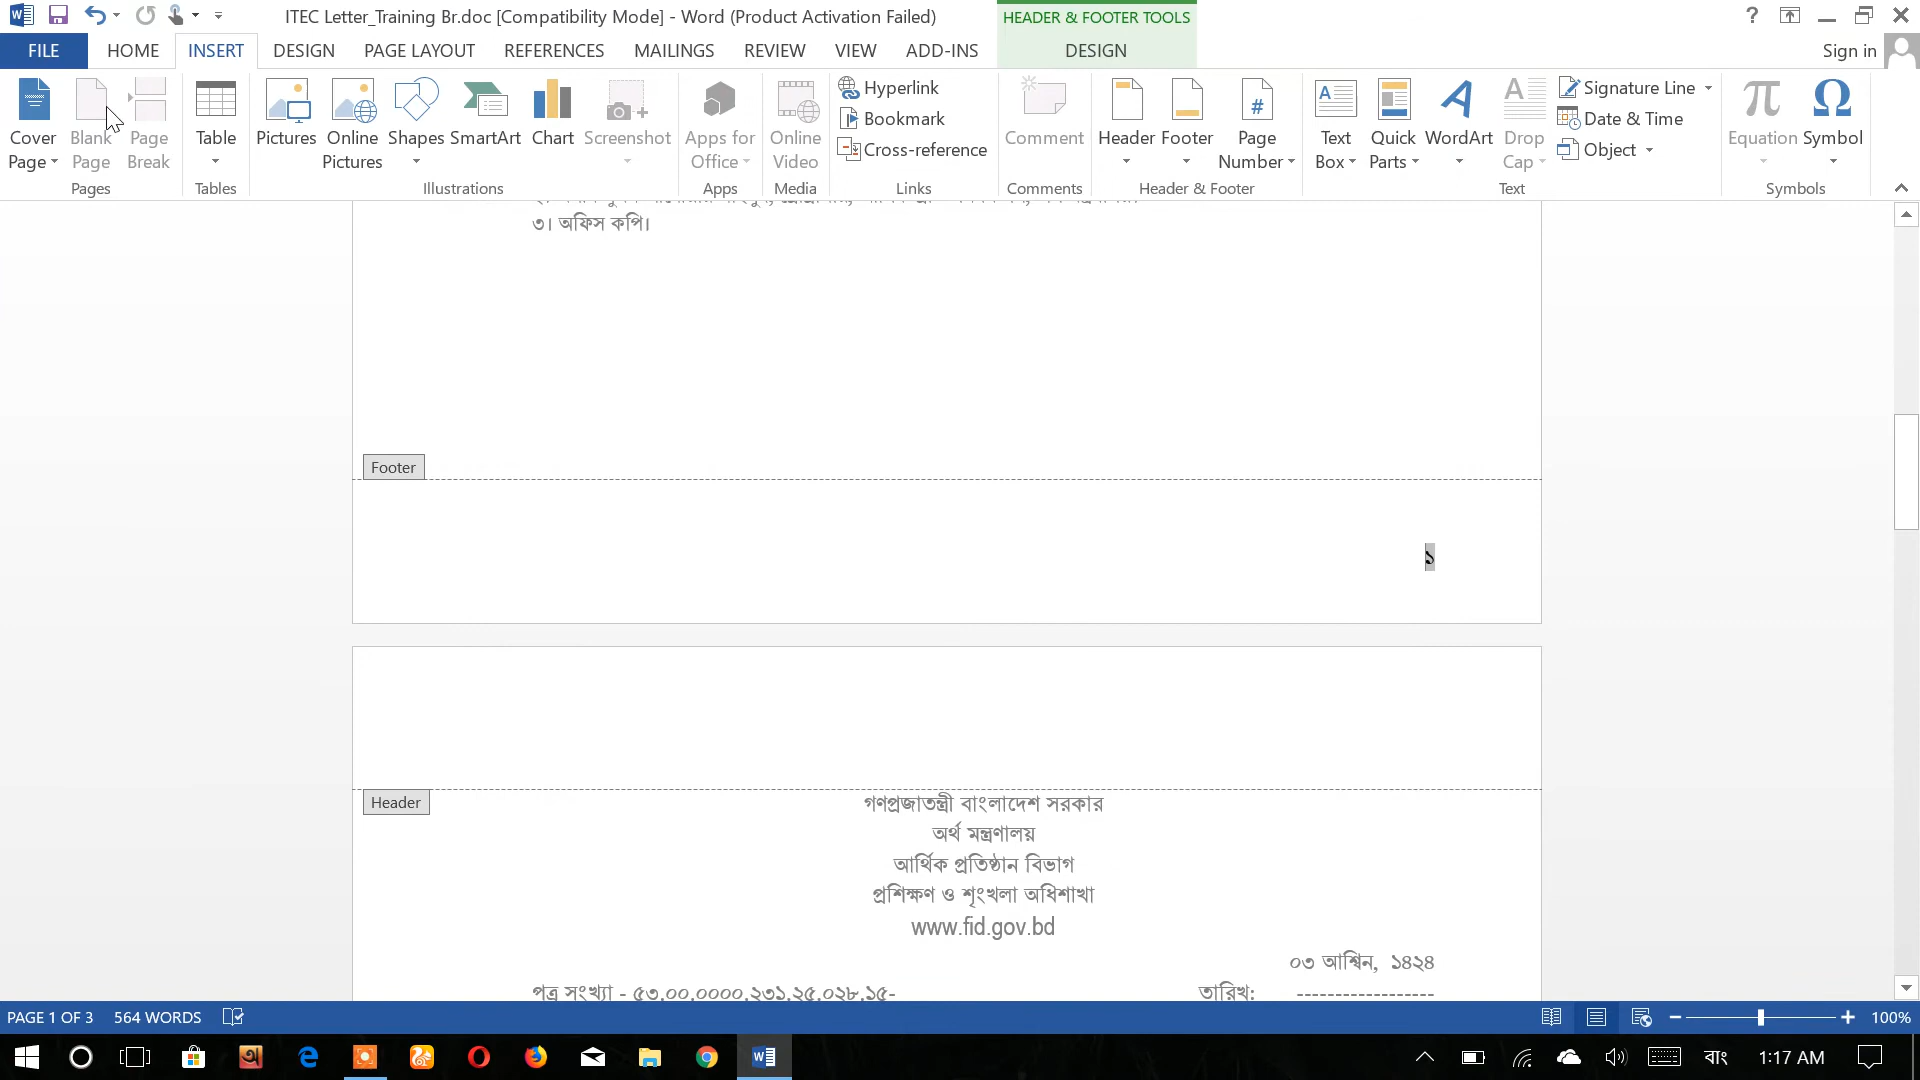 ITEC Letter_Training Br.doc [Compatibility Mode] - Word (Product Activation Failed)
HEADER & FOOTER TOOLS
?
FILE HOME INSERT DESIGN PAGE LAYOUT REFERENCES MAILINGS REVIEW VIEW ADD-INS DESIGN
Sign in
Cover Page
Blank Page
Page Break
Pages
Table
Tables
Pictures
Online Pictures
Shapes
SmartArt
Chart
Screenshot
Illustrations
Apps for Office
Apps
Online Video
Media
Hyperlink
Bookmark
Cross-reference
Links
Comment
Comments
Header
Footer
Page Number
Header & Footer
Text Box
Quick Parts
WordArt
Drop Cap
Signature Line
Date & Time
Object
Text
Equation
Symbol
Symbols
৩। অফিস কপি।
Footer
১
Header
গণপ্রজাতন্ত্রী বাংলাদেশ সরকার
অর্থ মন্ত্রণালয়
আর্থিক প্রতিষ্ঠান বিভাগ
প্রশিক্ষণ ও শৃংখলা অধিশাখা
www.fid.gov.bd
০৩ আশ্বিন, ১৪২৪
পত্র সংখ্যা - ৫৩.০০.০০০০.২৩১.২৫.০২৮.১৫-
তারিখ: ------------------
PAGE 1 OF 3 564 WORDS
100%
বাং
1:17 AM